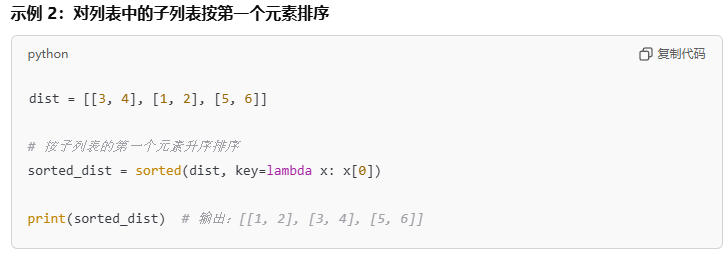 示例 2：对列表中的子列表按第一个元素排序
python
复制代码
dist = [[3, 4], [1, 2], [5, 6]]
# 按子列表的第一个元素升序排序
sorted_dist = sorted(dist, key=lambda x: x[0])
print(sorted_dist)  # 输出：[[1, 2], [3, 4], [5, 6]]